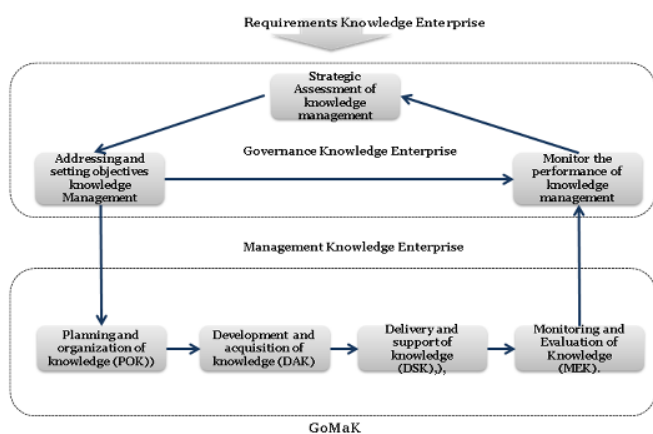 Requirements Knowledge Enterprise
Strategic
Assessment of
knowledge
management
Governance Knowledge Enterprise
Addressing and
setting objectives
knowledge
Management
Monitor the
performance of
knowledge
management
Management Knowledge Enterprise
Planning and
organization of
knowledge (POK))
Development and
acquisition of
knowledge (DAK)
Delivery and
support of
knowledge
(DSK),),
Monitoring and
Evaluation of
Knowledge
(MEK).
GoMaK